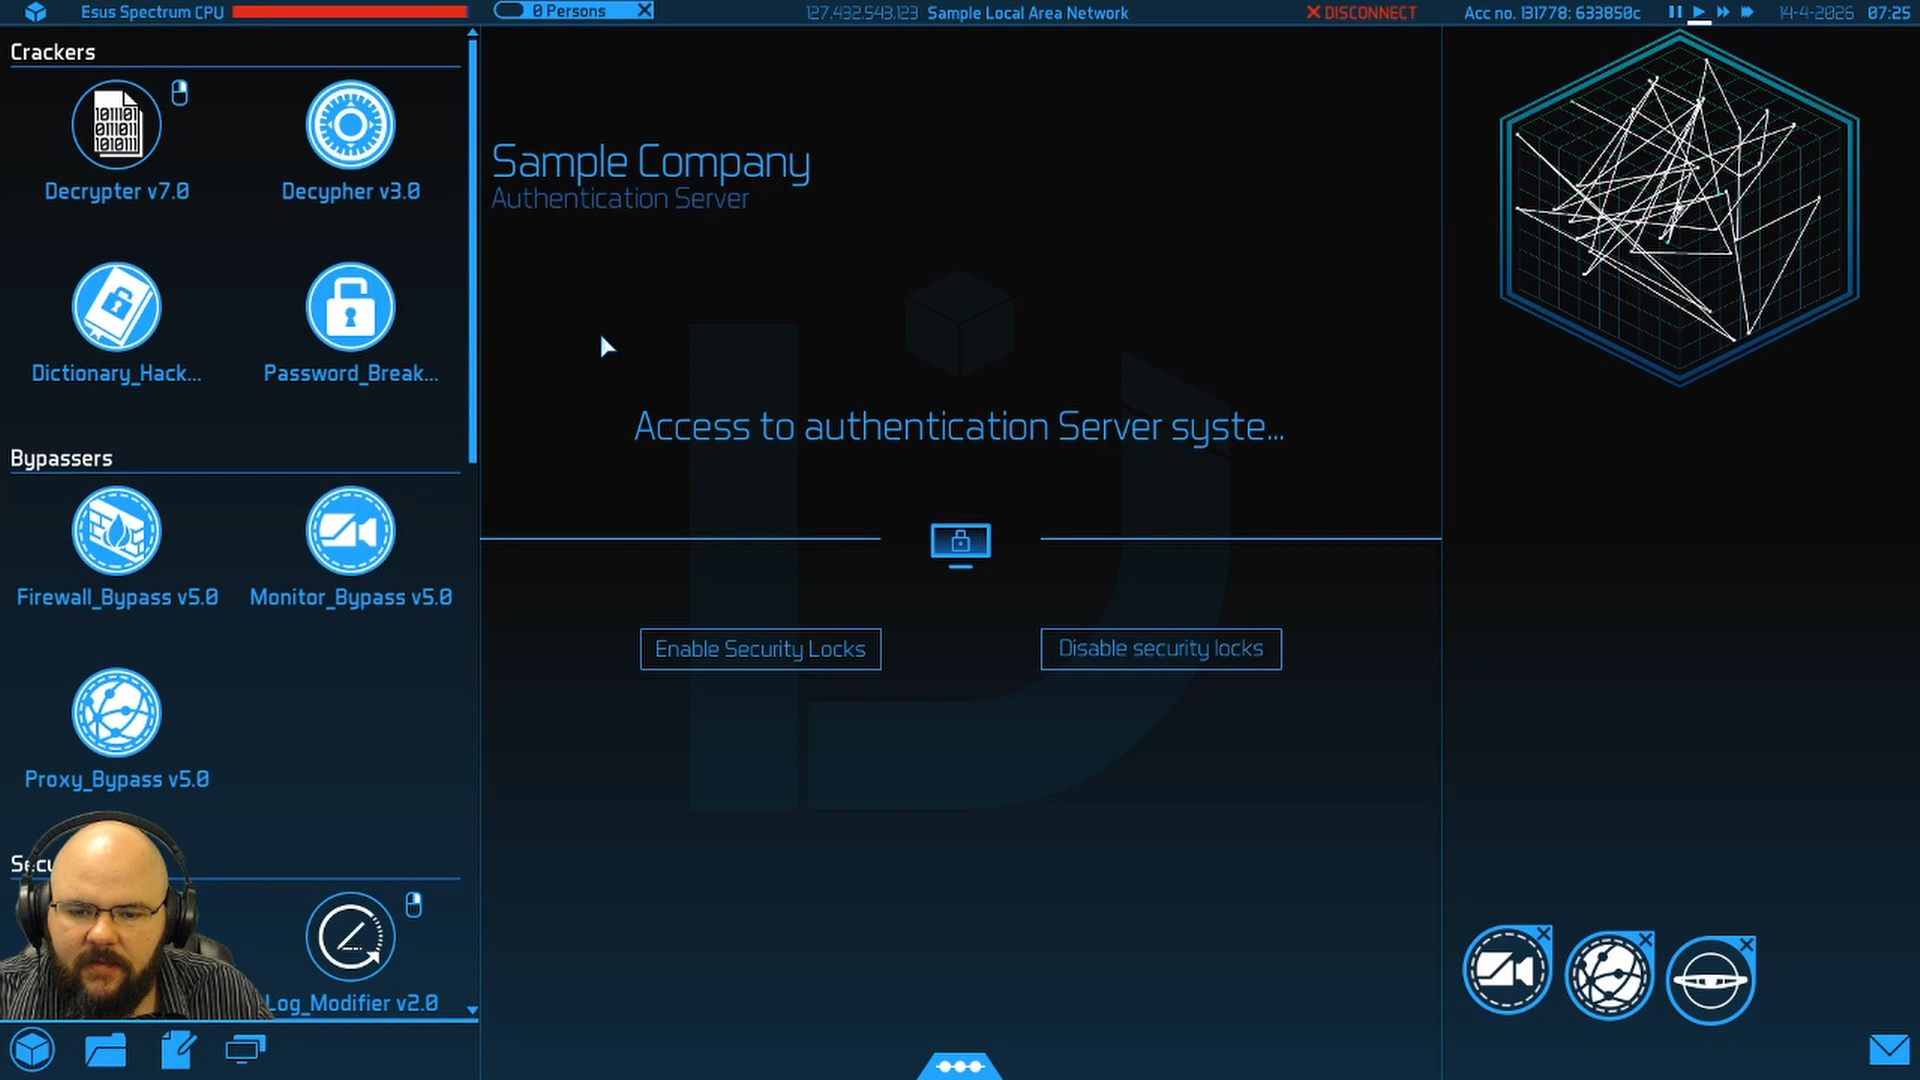 Esus Spectrum CPU
0 Persons
127.432.543.123 Sample Local Area Network
DISCONNECT
Acc no. 131778: 633850c
14-4-2026 07:25
Crackers
Decrypter v7.0
Decypher v3.0
Dictionary_Hack...
Password_Break...
Bypassers
Firewall_Bypass v5.0
Monitor_Bypass v5.0
Proxy_Bypass v5.0
Log_Modifier v2.0
Sample Company
Authentication Server
Access to authentication Server syste...
Enable Security Locks
Disable security locks